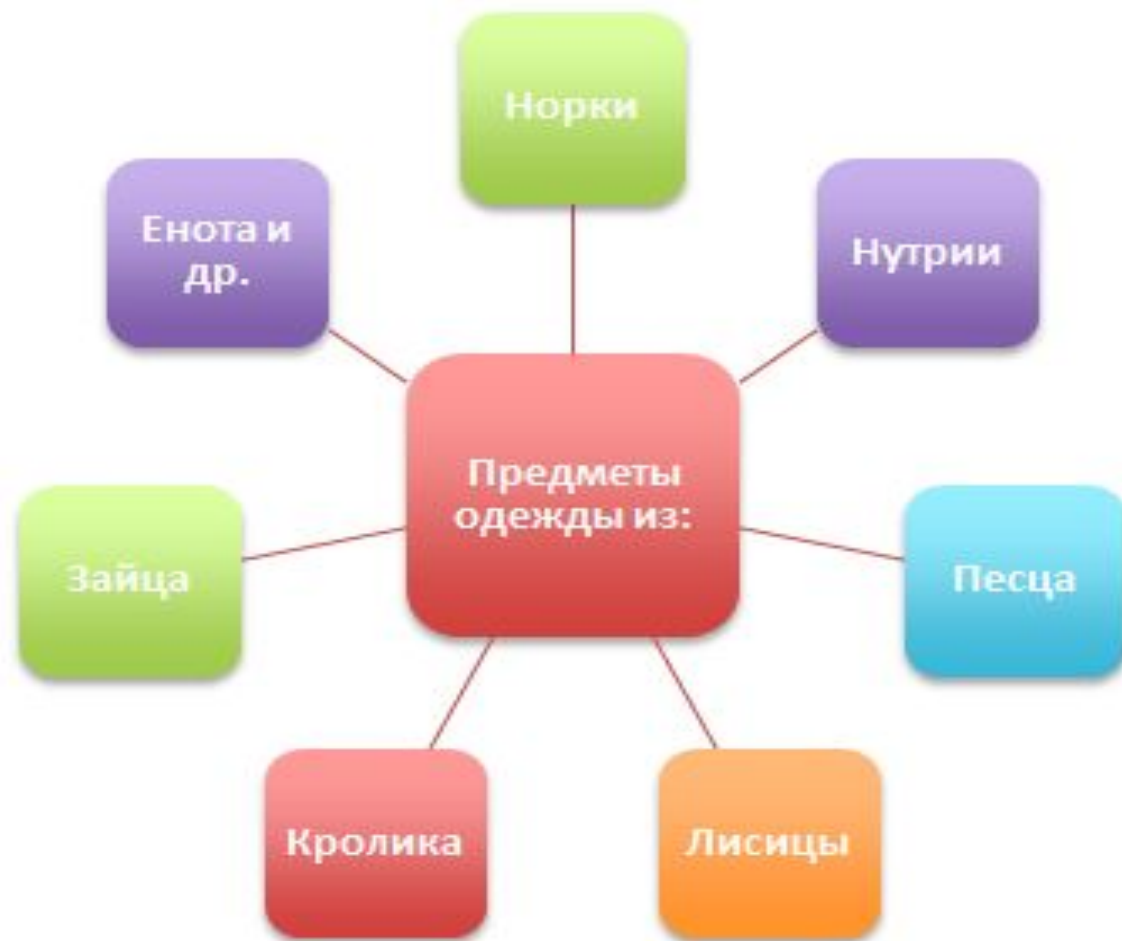 Норки
Енота и
др.
Нутрии
Предметы
одежды из:
Зайца
Песца
Кролика
Лисицы